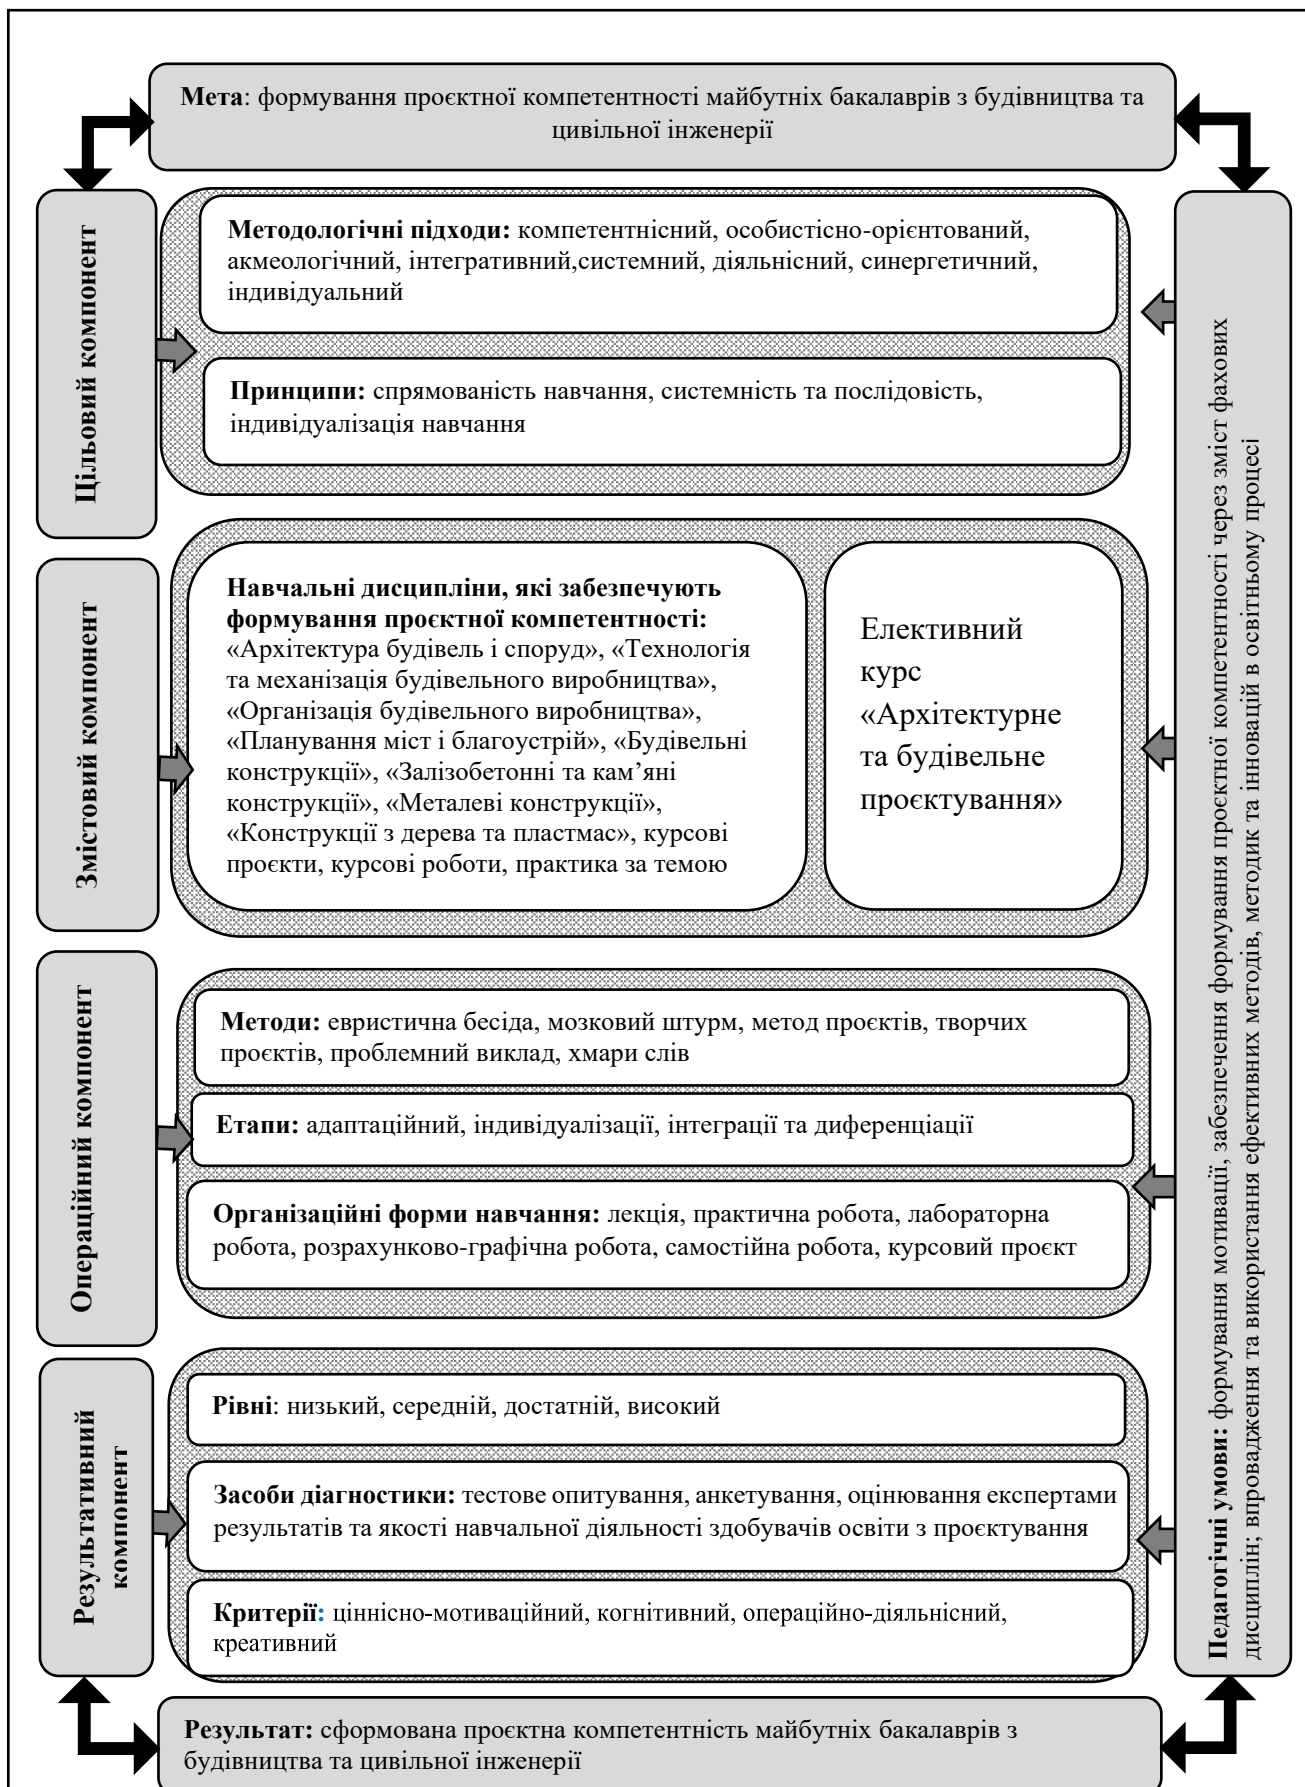 Мета: формування проєктної компетентності майбутніх бакалаврів з будівництва та
цивільної інженерії
Цільовий компонент
Методологічні підходи: компетентнісний, особистісно-орієнтований,
акмеологічний, інтегративний,системний, діяльнісний, синергетичний,
індивідуальний
Принципи: спрямованість навчання, системність та послідовість,
індивідуалізація навчання
Змістовий компонент
Навчальні дисципліни, які забезпечують
формування проєктної компетентності:
«Архітектура будівель і споруд», «Технологія
та механізація будівельного виробництва»,
«Організація будівельного виробництва»,
«Планування міст і благоустрій», «Будівельні
конструкції», «Залізобетонні та кам’яні
конструкції», «Металеві конструкції»,
«Конструкції з дерева та пластмас», курсові
проєкти, курсові роботи, практика за темою
Елективний
курс
«Архітектурне
та будівельне
проєктування»
Операційний компонент
Методи: евристична бесіда, мозковий штурм, метод проєктів, творчих
проєктів, проблемний виклад, хмари слів
Етапи: адаптаційний, індивідуалізації, інтеграції та диференціації
Організаційні форми навчання: лекція, практична робота, лабораторна
робота, розрахунково-графічна робота, самостійна робота, курсовий проєкт
Результативний
компонент
Рівні: низький, середній, достатній, високий
Засоби діагностики: тестове опитування, анкетування, оцінювання експертами
результатів та якості навчальної діяльності здобувачів освіти з проєктування
Критерії: ціннісно-мотиваційний, когнітивний, операційно-діяльнісний,
креативний
Педагогічні умови: формування мотивації, забезпечення формування проєктної компетентності через зміст фахових
дисциплін; впровадження та використання ефективних методів, методик та інновацій в освітньому процесі
Результат: сформована проєктна компетентність майбутніх бакалаврів з
будівництва та цивільної інженерії